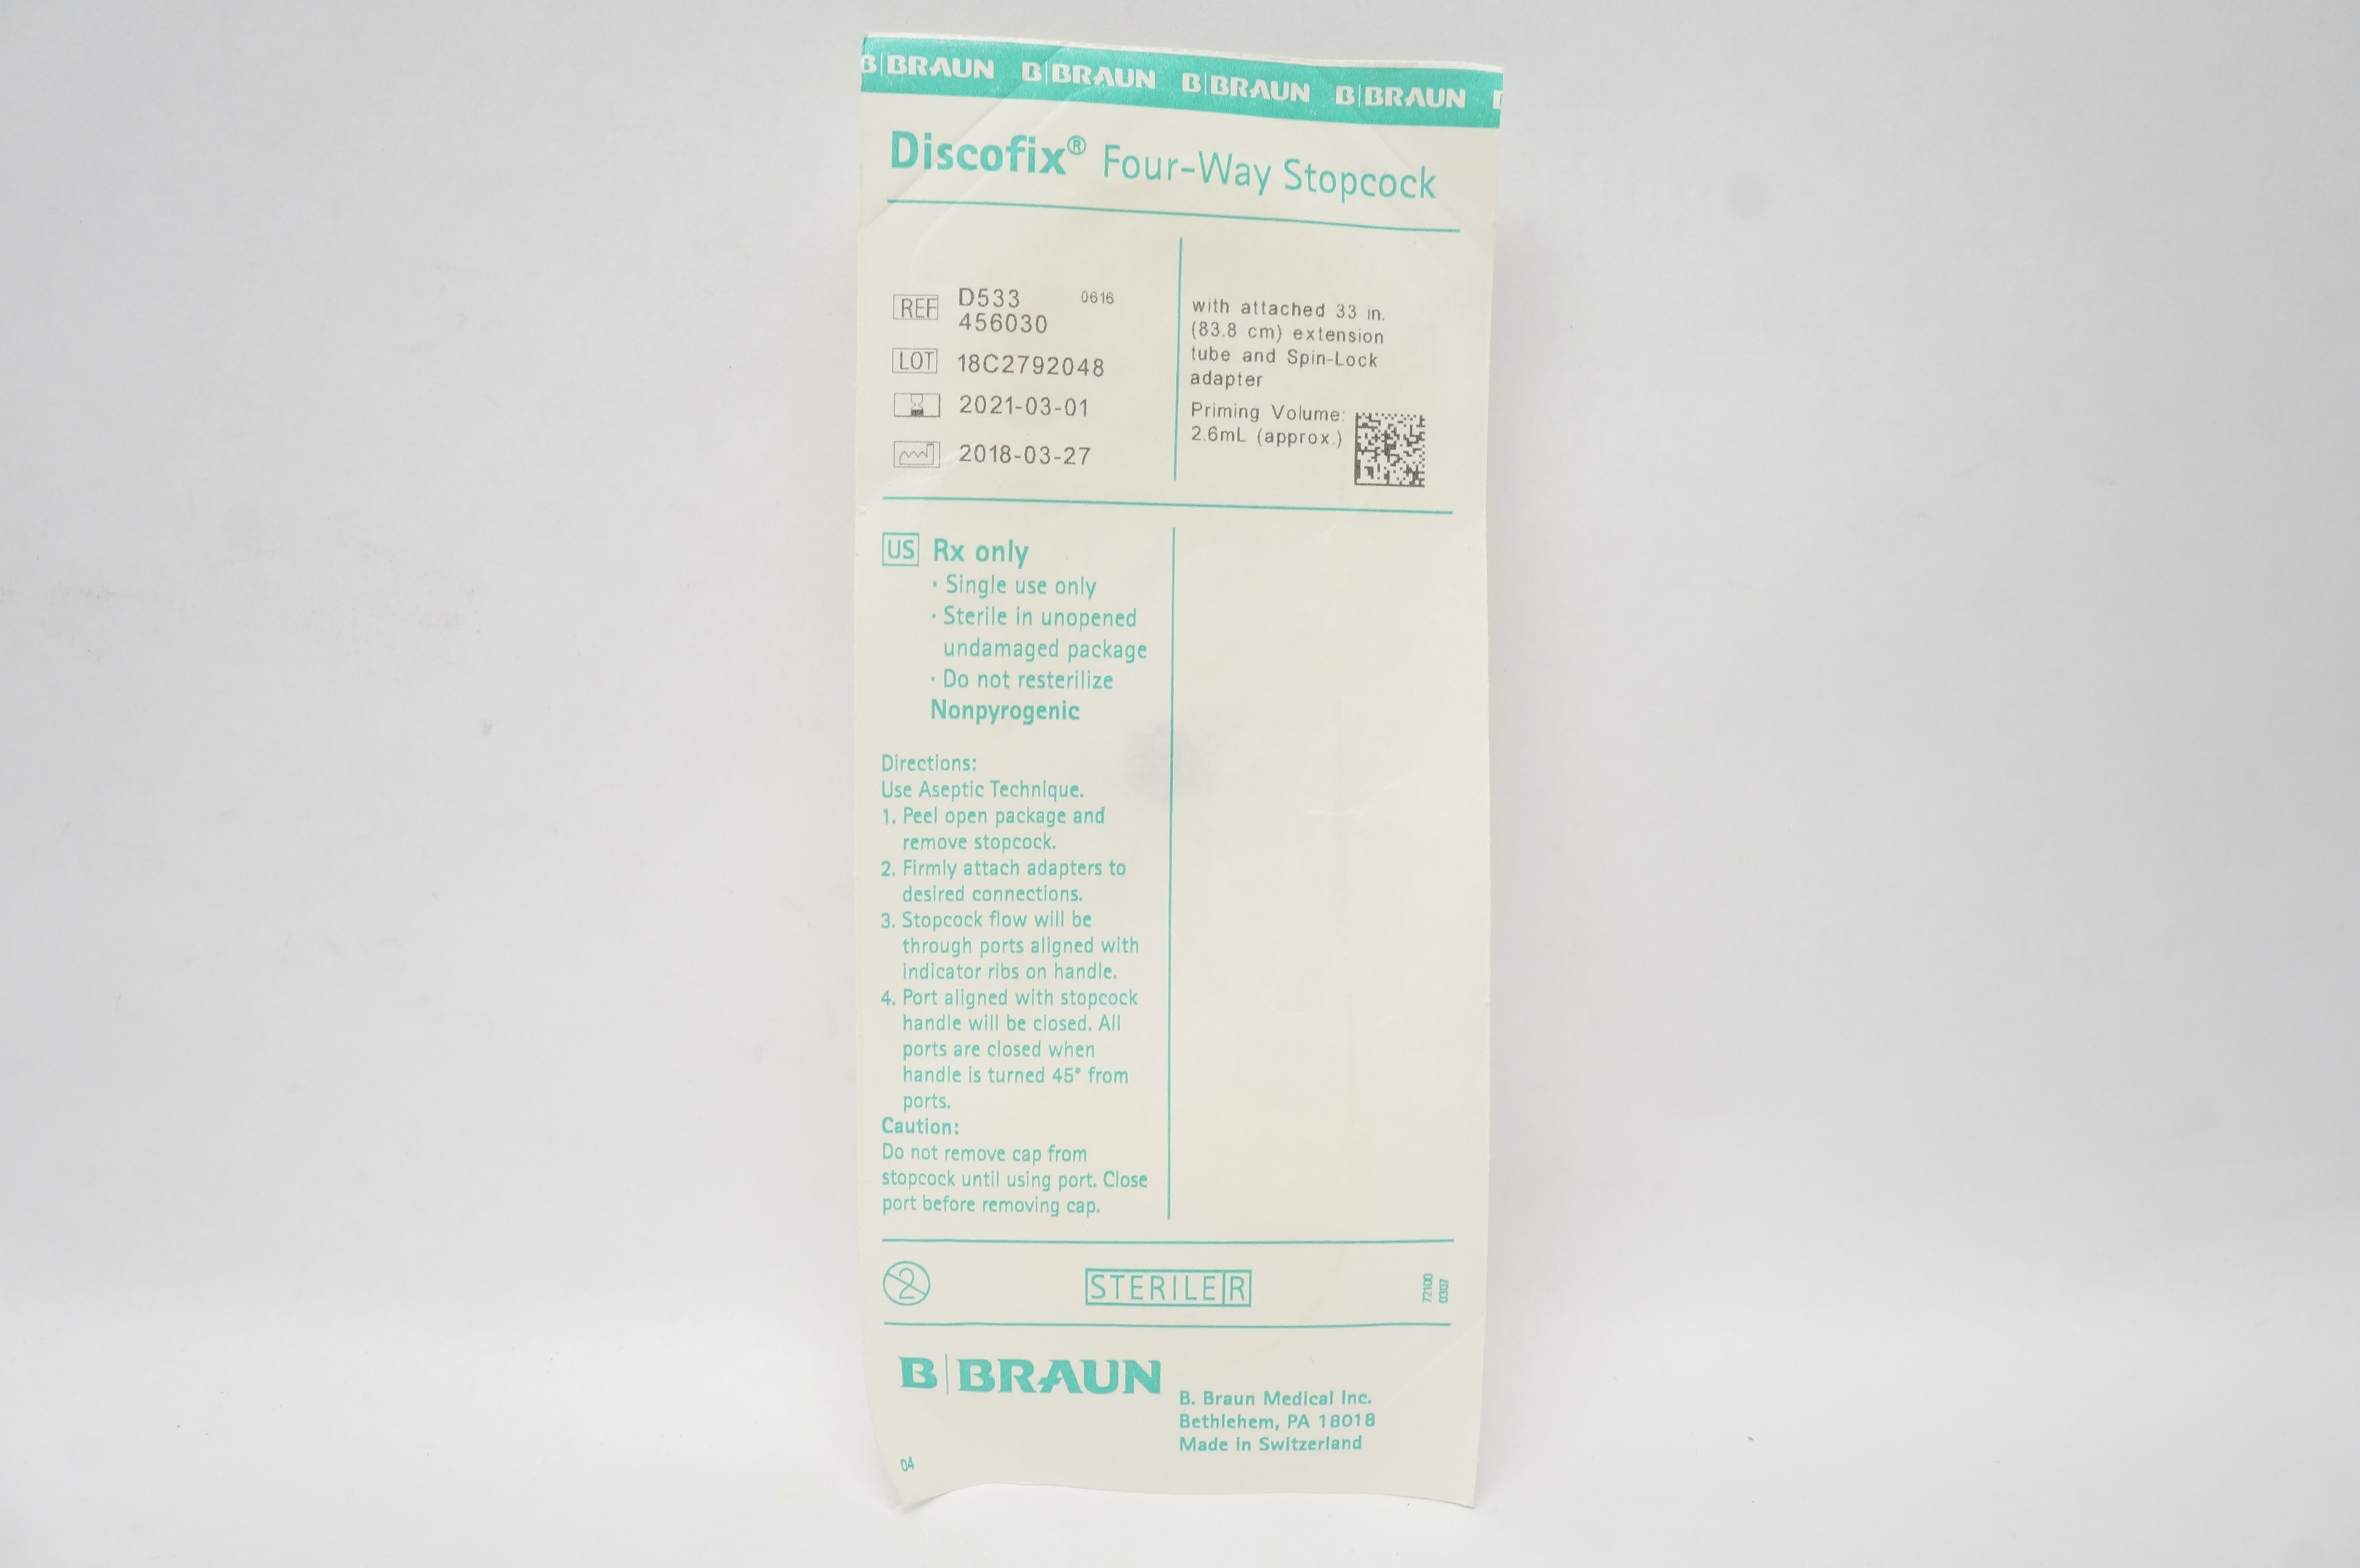 B|BRAUN B|BRAUN B|BRAUN B|BRAUN
Discofix® Four-Way Stopcock
REF D533 0616
456030
LOT 18C2792048
2021-03-01
2018-03-27
with attached 33 in.
(83.8 cm) extension
tube and Spin-Lock
adapter
Priming Volume:
2.6mL (approx.)
US Rx only
· Single use only
· Sterile in unopened
undamaged package
· Do not resterilize
Nonpyrogenic
Directions:
Use Aseptic Technique.
1. Peel open package and
remove stopcock.
2. Firmly attach adapters to
desired connections.
3. Stopcock flow will be
through ports aligned with
indicator ribs on handle.
4. Port aligned with stopcock
handle will be closed. All
ports are closed when
handle is turned 45° from
ports.
Caution:
Do not remove cap from
stopcock until using port. Close
port before removing cap.
2
STERILE R
72100
0307
B|BRAUN
B. Braun Medical Inc.
Bethlehem, PA 18018
Made in Switzerland
04